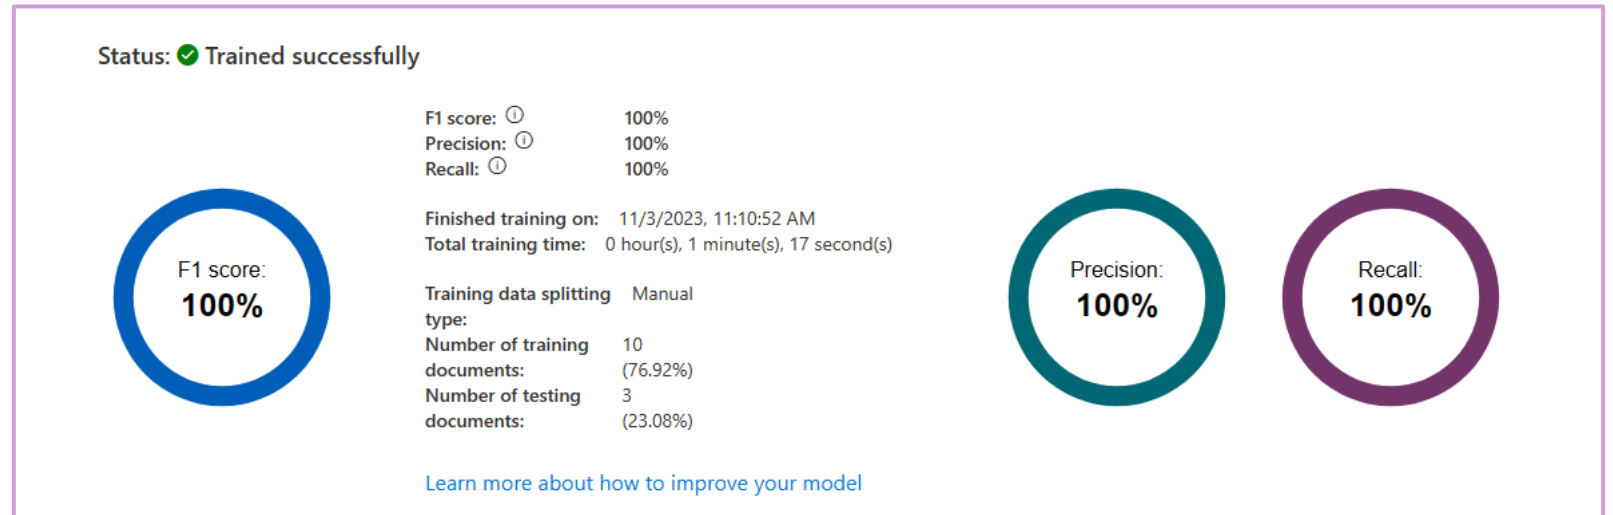 Status: Trained successfully
F1 score: 100%
Precision: 100%
Recall: 100%
Finished training on: 11/3/2023, 11:10:52 AM
Total training time: 0 hour(s), 1 minute(s), 17 second(s)
Training data splitting Manual
type:
Number of training 10
documents: (76.92%)
Number of testing 3
documents: (23.08%)
Learn more about how to improve your model
F1 score:
100%
Precision:
100%
Recall:
100%